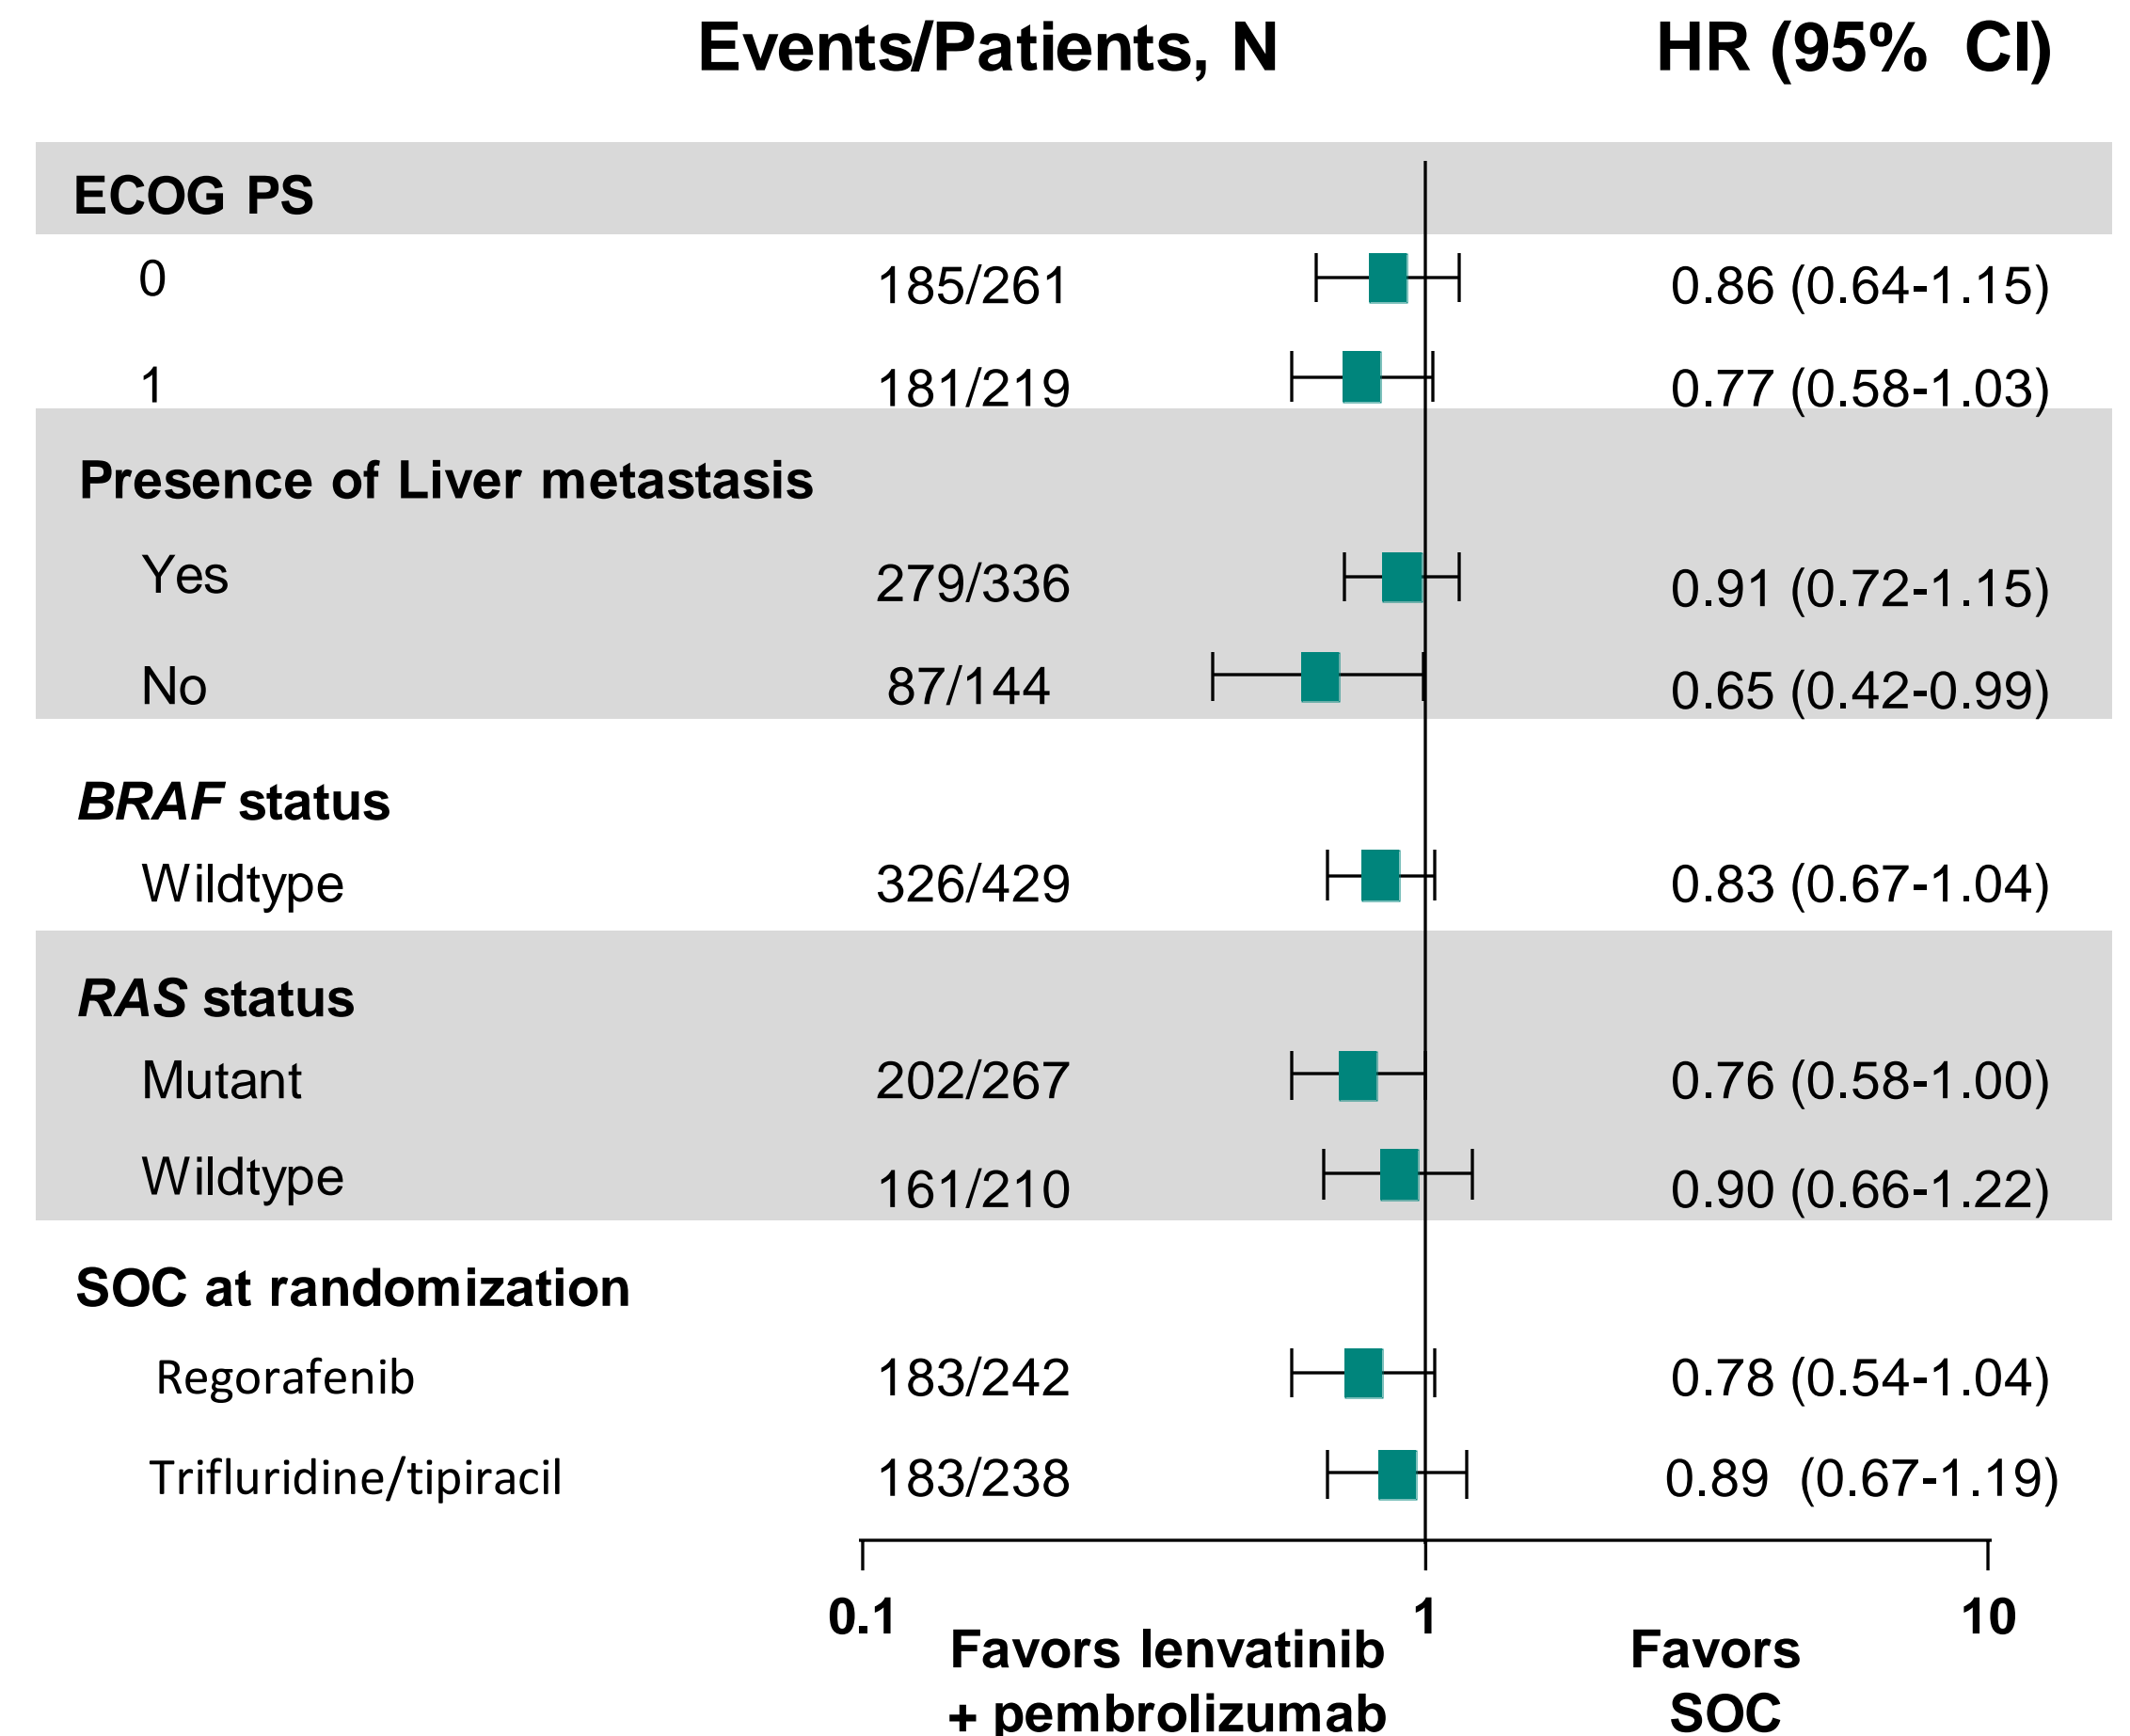 Events/Patients, N HR (95% CI)
ECOG PS
0 185/261 0.86 (0.64-1.15)
1 181/219 0.77 (0.58-1.03)
Presence of Liver metastasis
Yes 279/336 0.91 (0.72-1.15)
No 87/144 0.65 (0.42-0.99)
BRAF status
Wildtype 326/429 0.83 (0.67-1.04)
RAS status
Mutant 202/267 0.76 (0.58-1.00)
Wildtype 161/210 0.90 (0.66-1.22)
SOC at randomization
Regorafenib 183/242 0.78 (0.54-1.04)
Trifluridine/tipiracil 183/238 0.89 (0.67-1.19)
0.1 1 10
Favors lenvatinib Favors
+ pembrolizumab SOC